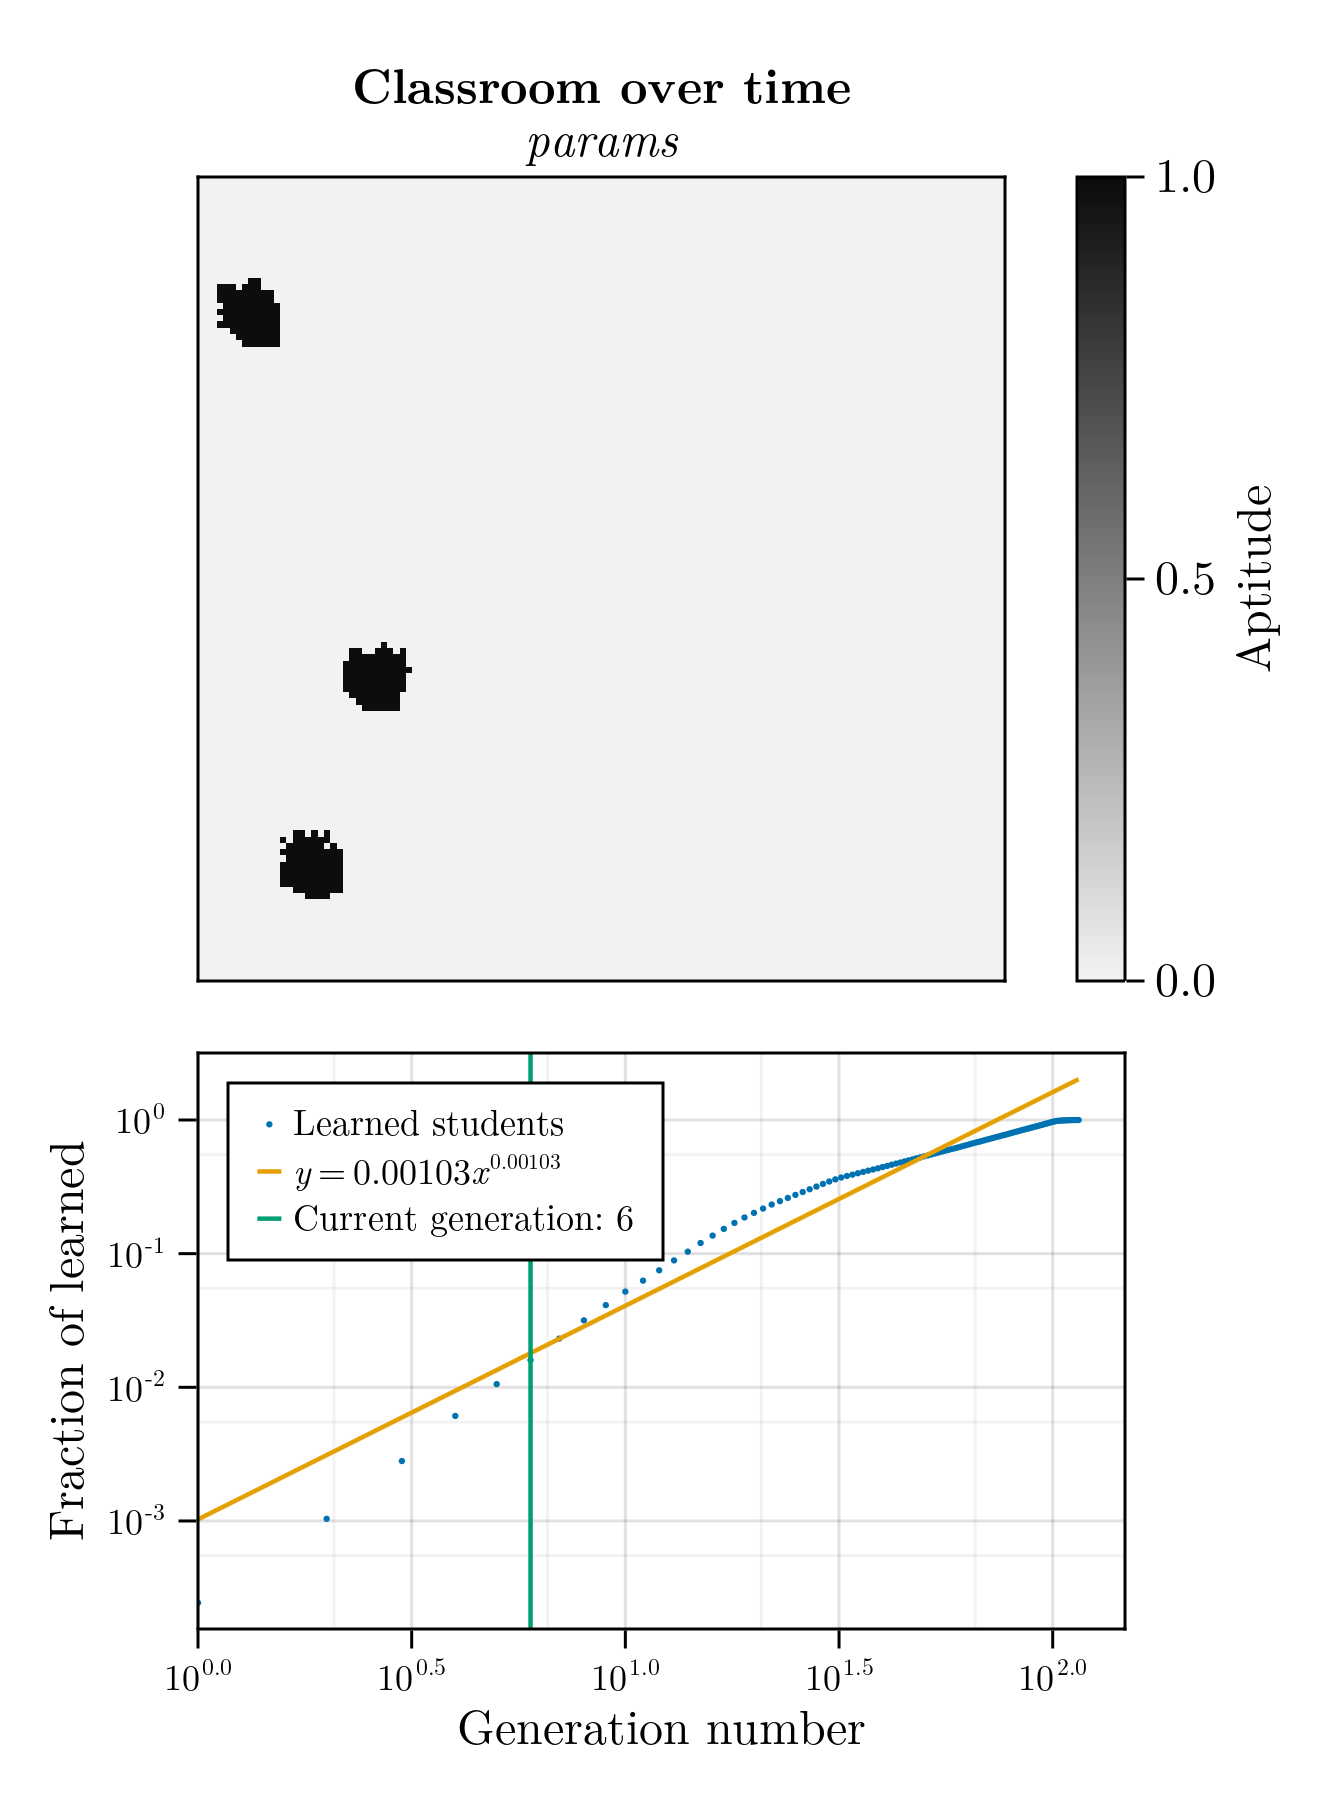 Classroom over time
params
1.0
0.5
0.0
Aptitude
Learned students
y = 0.00103x^0.00103
Current generation: 6
10^0
10^-1
10^-2
10^-3
Fraction of learned
10^0.0
10^0.5
10^1.0
10^1.5
10^2.0
Generation number